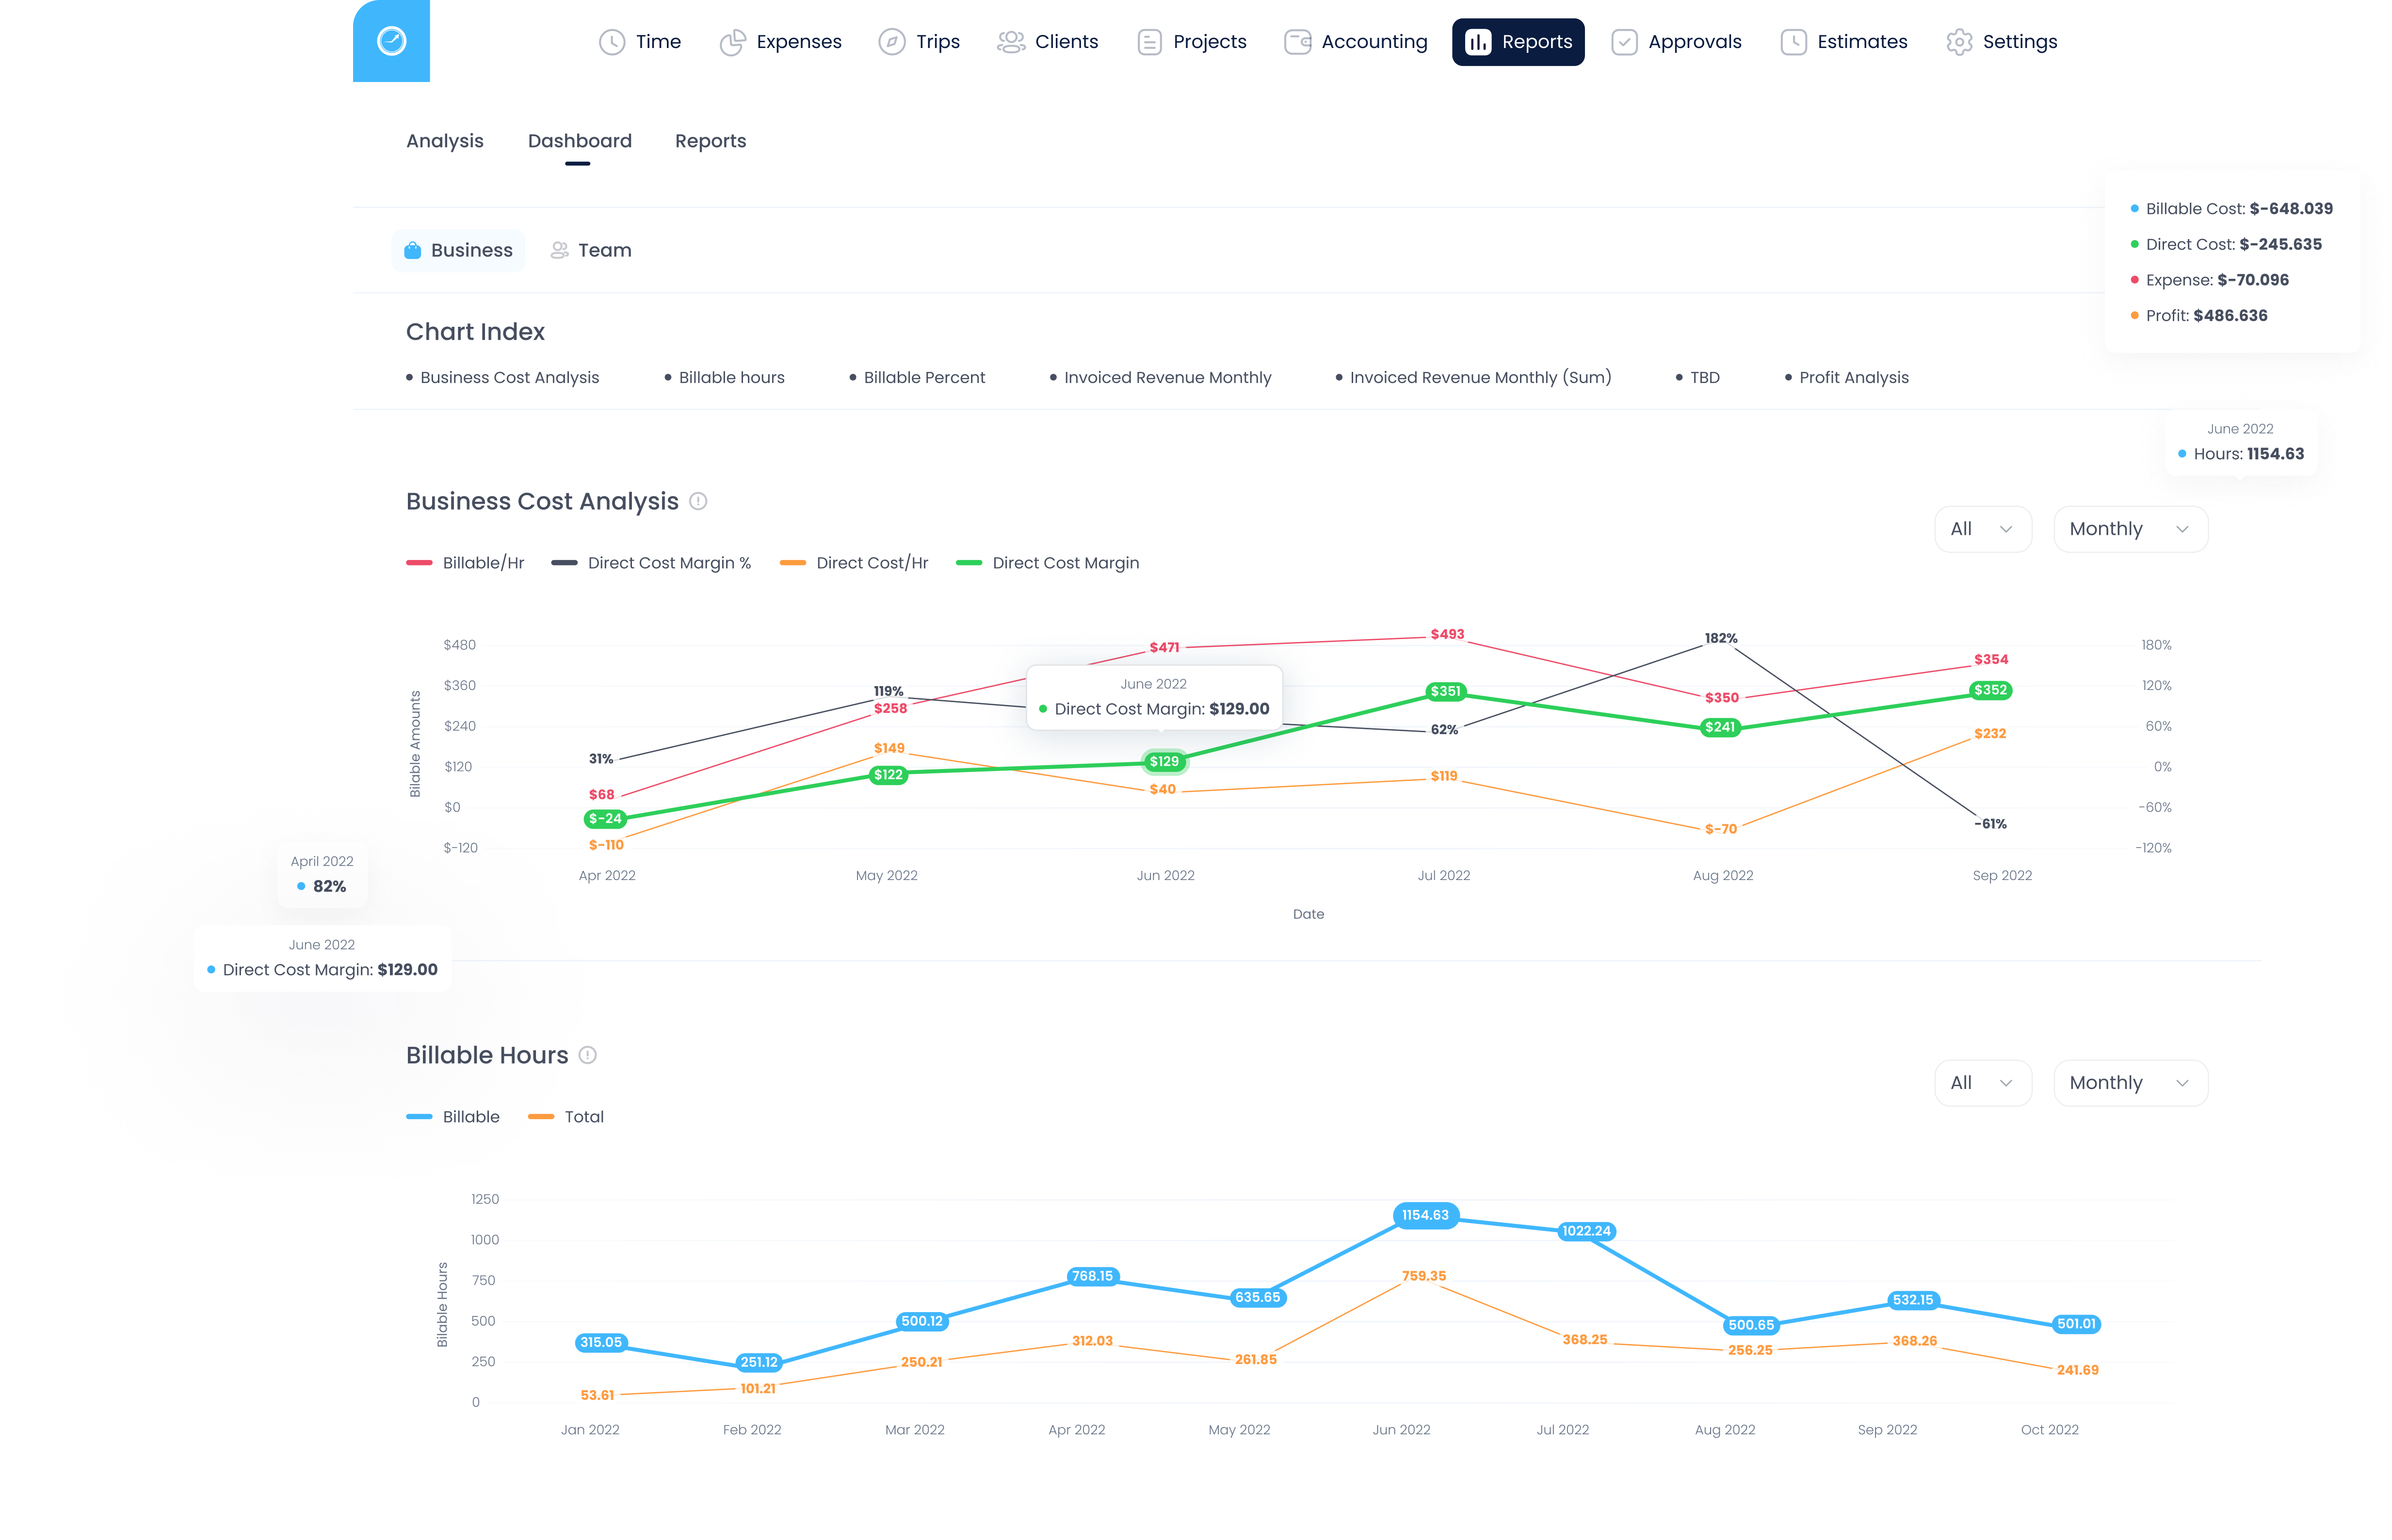 Time Expenses Trips Clients Projects Accounting Reports Approvals Estimates Settings
Analysis Dashboard Reports
Billable Cost: $-648.039
Direct Cost: $-245.635
Expense: $-70.096
Profit: $486.636
Business Team
Chart Index
Business Cost Analysis Billable hours Billable Percent Invoiced Revenue Monthly Invoiced Revenue Monthly (Sum) TBD Profit Analysis
June 2022
Hours: 1154.63
Business Cost Analysis
All Monthly
Billable/Hr Direct Cost Margin % Direct Cost/Hr Direct Cost Margin
Billable Amounts
$480
$360
$240
$120
$0
$-120
180%
120%
60%
0%
-60%
-120%
$68 $258 $471 $493 $350 $354
31% 119% 62% 182% -61%
$-110 $149 $40 $119 $-70 $232
$-24 $122 $129 $351 $241 $352
June 2022
Direct Cost Margin: $129.00
Apr 2022 May 2022 Jun 2022 Jul 2022 Aug 2022 Sep 2022
Date
April 2022
82%
June 2022
Direct Cost Margin: $129.00
Billable Hours
All Monthly
Billable Total
Bilable Hours
1250
1000
750
500
250
0
315.05 251.12 500.12 768.15 635.65 1154.63 1022.24 500.65 532.15 501.01
53.61 101.21 250.21 312.03 261.85 759.35 368.25 256.25 368.26 241.69
Jan 2022 Feb 2022 Mar 2022 Apr 2022 May 2022 Jun 2022 Jul 2022 Aug 2022 Sep 2022 Oct 2022